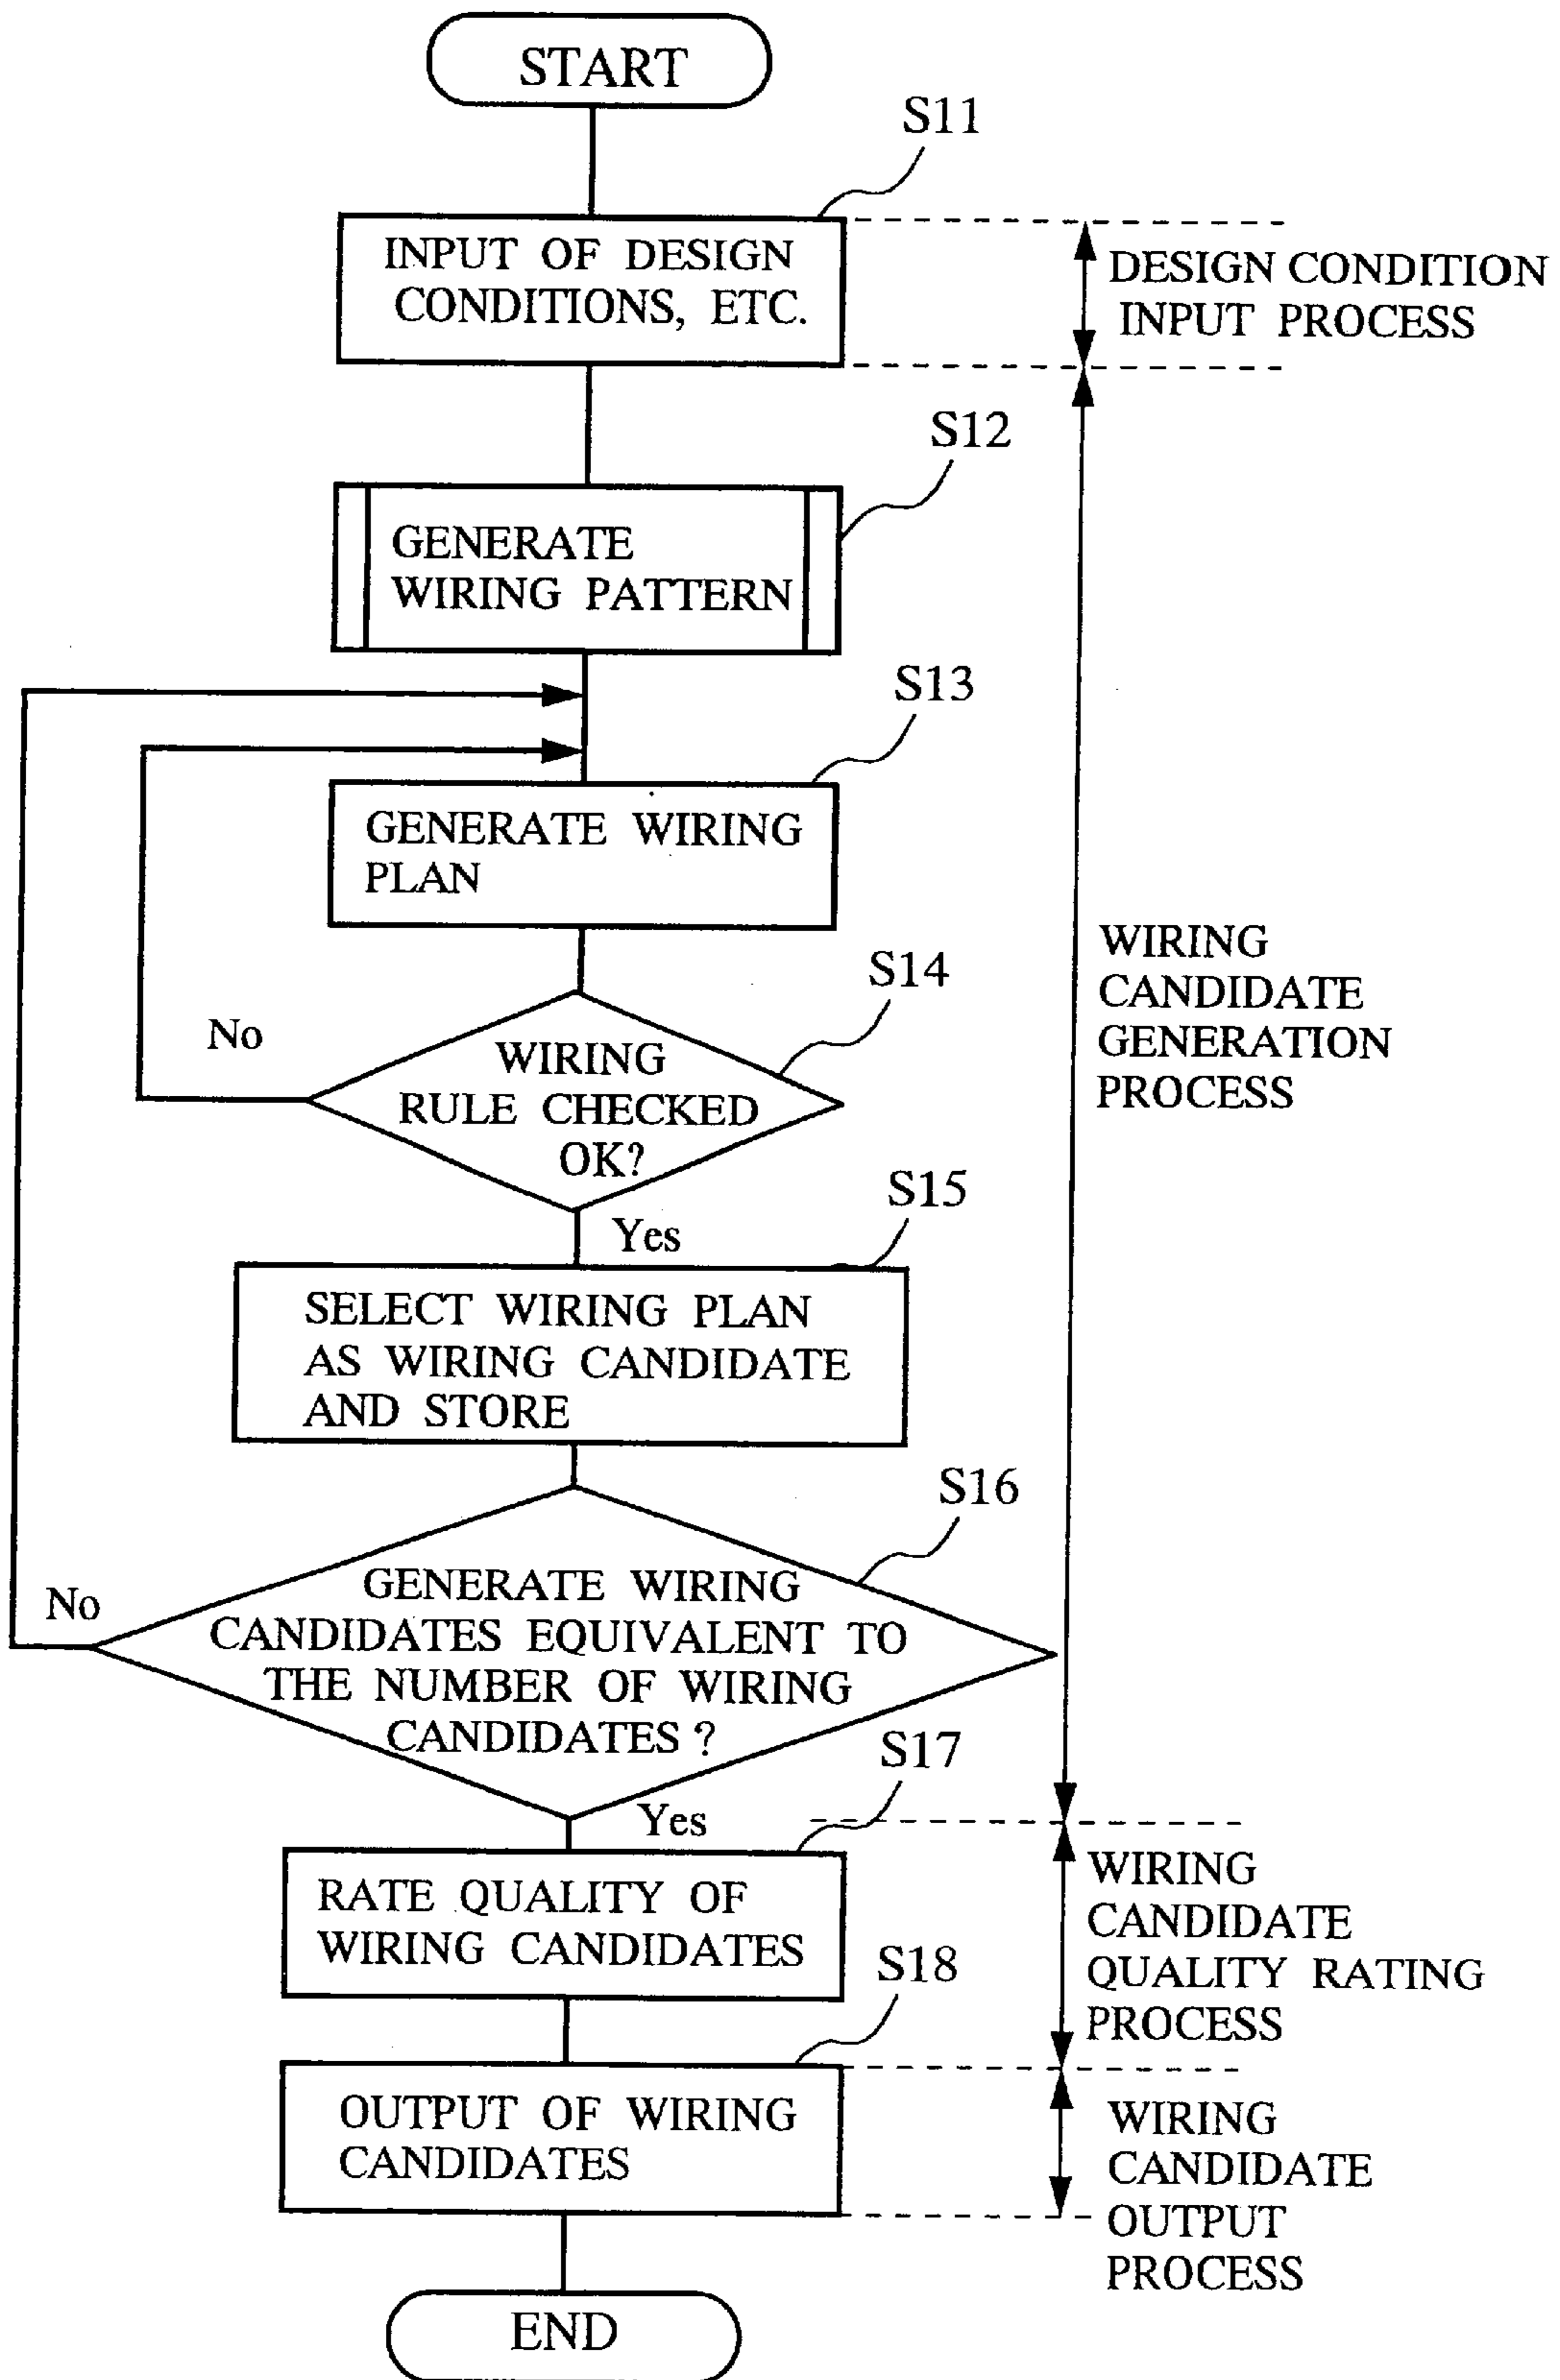 START
S11
INPUT OF DESIGN
CONDITIONS, ETC.
DESIGN CONDITION
INPUT PROCESS
S12
GENERATE
WIRING PATTERN
S13
GENERATE WIRING
PLAN
S14
No
WIRING
RULE CHECKED
OK?
WIRING
CANDIDATE
GENERATION
PROCESS
Yes
S15
SELECT WIRING PLAN
AS WIRING CANDIDATE
AND STORE
S16
No
GENERATE WIRING
CANDIDATES EQUIVALENT TO
THE NUMBER OF WIRING
CANDIDATES ?
Yes
S17
RATE QUALITY OF
WIRING CANDIDATES
WIRING
CANDIDATE
QUALITY RATING
PROCESS
S18
OUTPUT OF WIRING
CANDIDATES
WIRING
CANDIDATE
OUTPUT
PROCESS
END